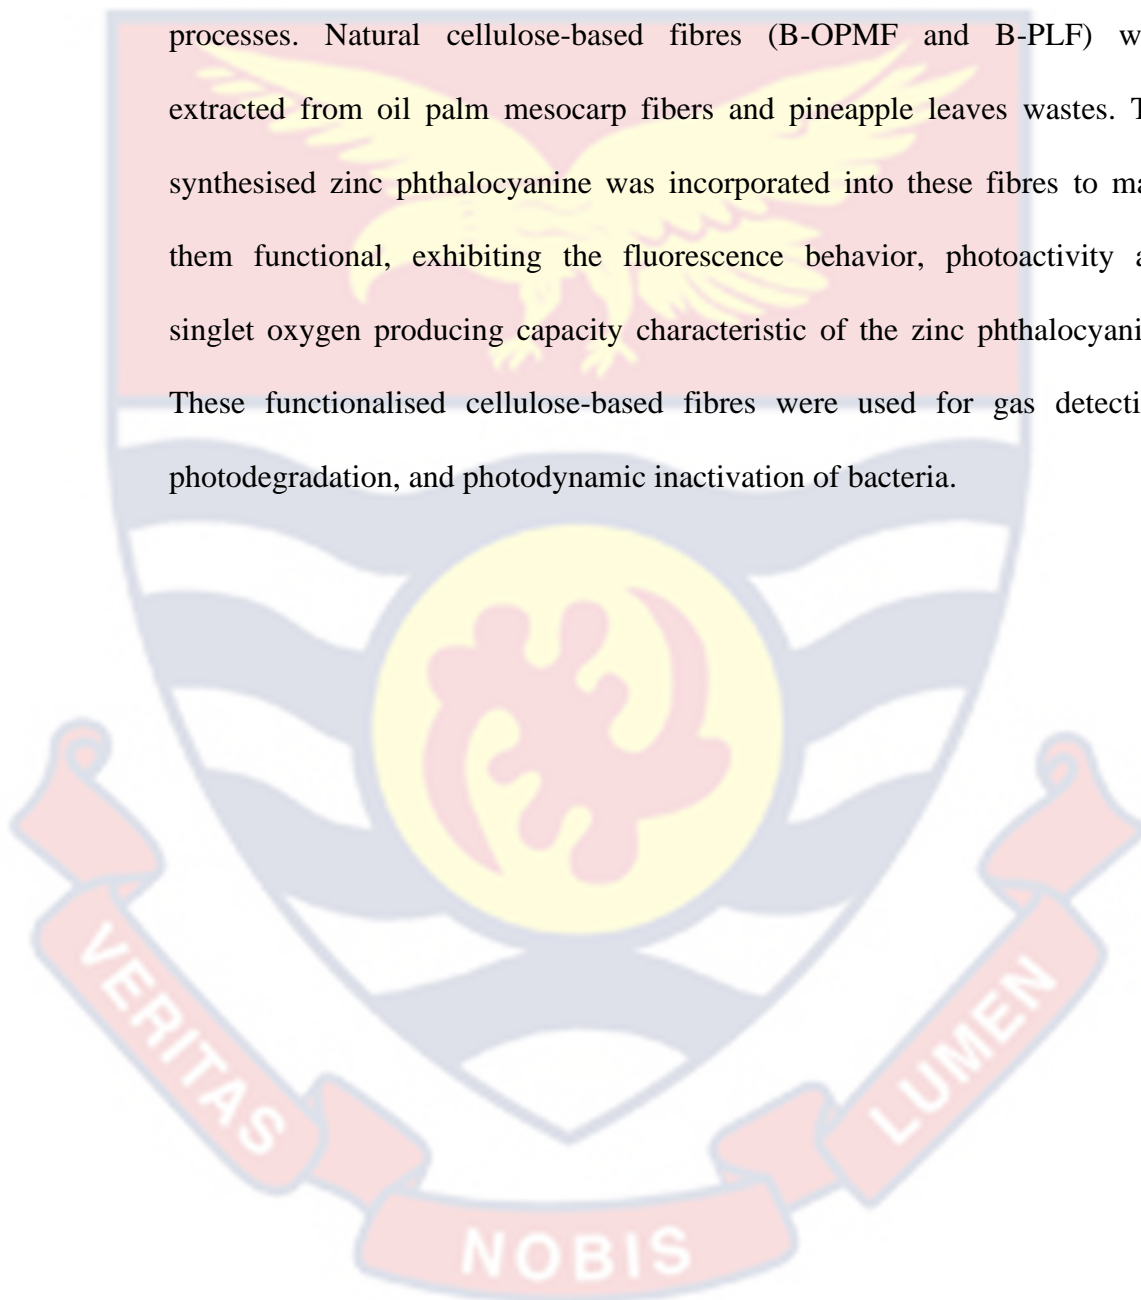 processes. Natural cellulose-based fibres (B-OPMF and B-PLF) w
extracted from oil palm mesocarp fibers and pineapple leaves wastes. T
synthesised zinc phthalocyanine was incorporated into these fibres to ma
them functional, exhibiting the fluorescence behavior, photoactivity a
singlet oxygen producing capacity characteristic of the zinc phthalocyani
These functionalised cellulose-based fibres were used for gas detecti
photodegradation, and photodynamic inactivation of bacteria.
VERITAS
NOBIS
LUMEN